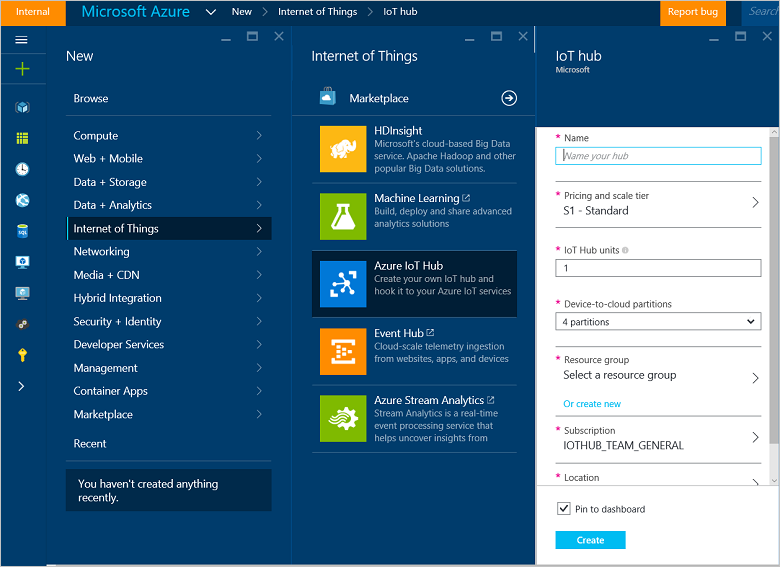 Internal
Microsoft Azure
New
Internet of Things
IoT hub
Report bug
Search
New
Browse
Compute
Web + Mobile
Data + Storage
Data + Analytics
Internet of Things
Networking
Media + CDN
Hybrid Integration
Security + Identity
Developer Services
Management
Container Apps
Marketplace
Recent
You haven't created anything
recently.
Internet of Things
Marketplace
HDInsight
Microsoft's cloud-based Big Data
service. Apache Hadoop and other
popular Big Data solutions.
Machine Learning
Build, deploy and share advanced
analytics solutions
Azure IoT Hub
Create your own IoT hub and
hook it to your Azure IoT services
Event Hub
Cloud-scale telemetry ingestion
from websites, apps, and devices
Azure Stream Analytics
Stream Analytics is a real-time
event processing service that
helps uncover insights from
IoT hub
Microsoft
* Name
Name your hub
* Pricing and scale tier
S1 - Standard
* IoT Hub units
1
* Device-to-cloud partitions
4 partitions
* Resource group
Select a resource group
Or create new
* Subscription
IOTHUB_TEAM_GENERAL
* Location
Pin to dashboard
Create
SQL